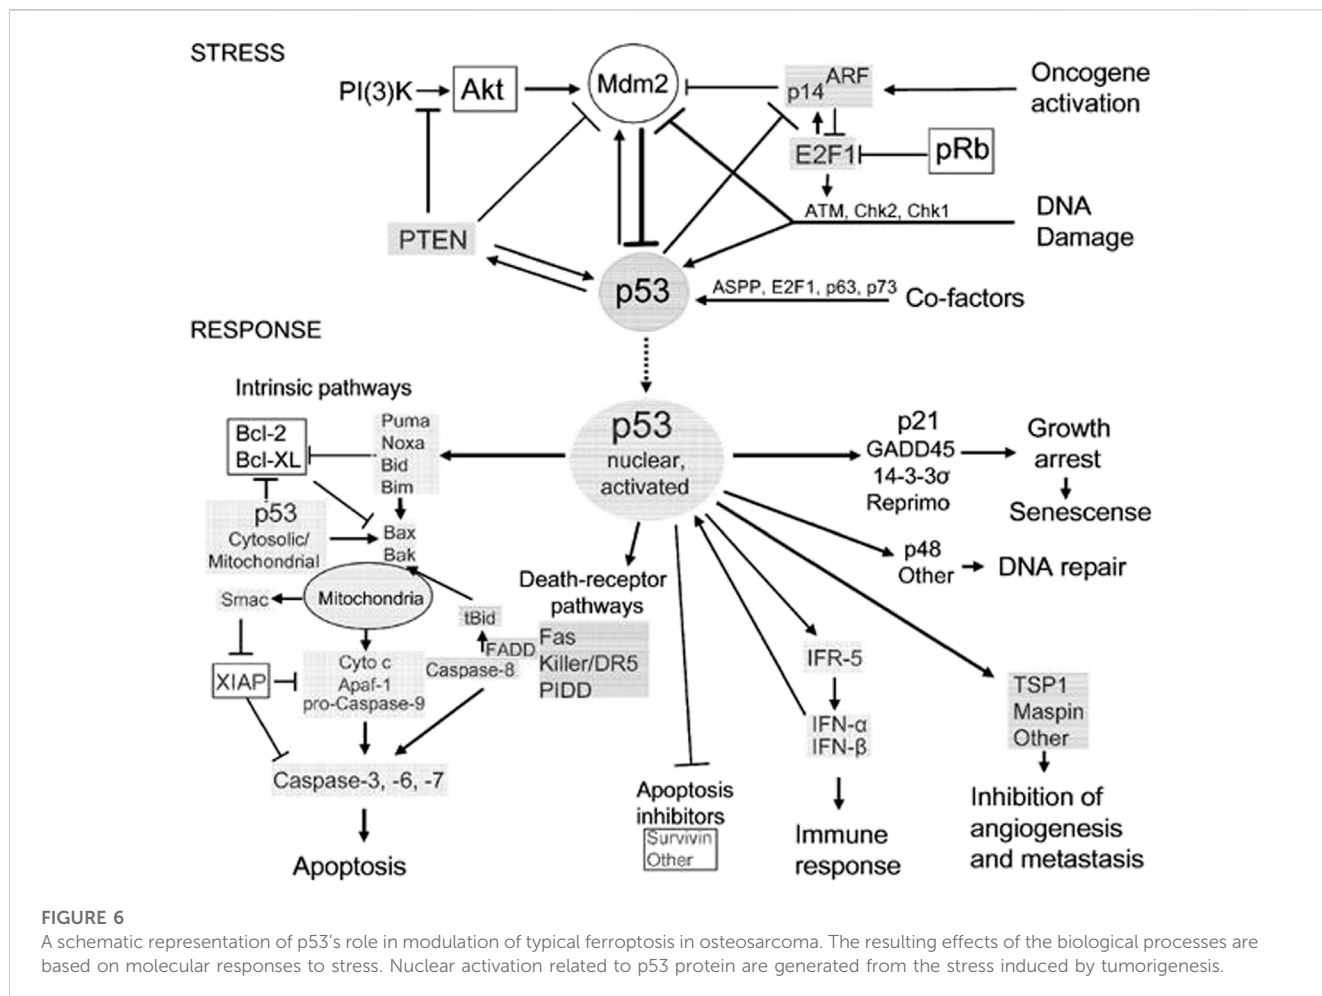 STRESS
PI(3)K
Akt
Mdm2
p14ARF
Oncogene
activation
E2F1
pRb
ATM, Chk2, Chk1
DNA
Damage
PTEN
p53
ASPP, E2F1, p63, p73
Co-factors
RESPONSE
Intrinsic pathways
Bcl-2
Bcl-XL
Puma
Noxa
Bid
Bim
p53
nuclear,
activated
p21
GADD45
14-3-3σ
Reprimo
Growth
arrest
Senescense
p53
Cytosolic/
Mitochondrial
Bax
Bak
p48
Other
DNA repair
Smac
Mitochondria
tBid
FADD
Caspase-8
Death-receptor
pathways
Fas
Killer/DR5
PIDD
XIAP
Cyto c
Apaf-1
pro-Caspase-9
Caspase-3, -6, -7
Apoptosis
Apoptosis
inhibitors
Survivin
Other
IFR-5
IFN-α
IFN-β
Immune
response
TSP1
Maspin
Other
Inhibition of
angiogenesis
and metastasis
FIGURE 6
A schematic representation of p53's role in modulation of typical ferroptosis in osteosarcoma. The resulting effects of the biological processes are
based on molecular responses to stress. Nuclear activation related to p53 protein are generated from the stress induced by tumorigenesis.